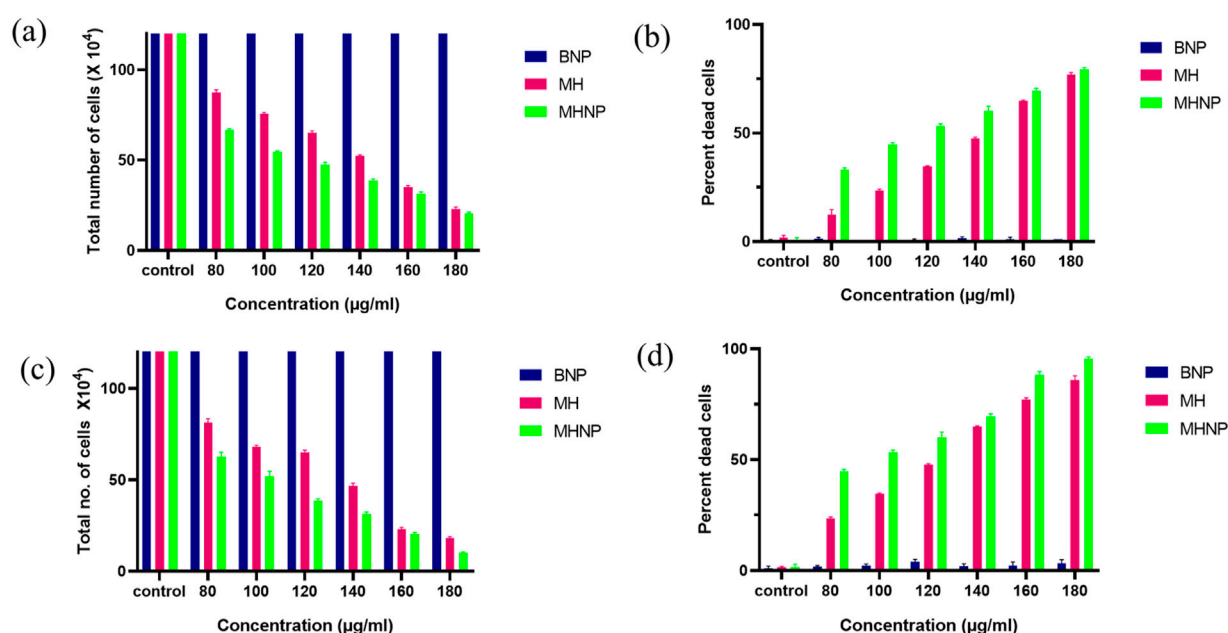 (a)
Total number of cells (X 10⁴)
100
50
0
control 80 100 120 140 160 180
Concentration (µg/ml)
BNP
MH
MHNP
(b)
Percent dead cells
100
50
0
control 80 100 120 140 160 180
Concentration (µg/ml)
BNP
MH
MHNP
(c)
Total no. of cells X10⁴)
100
50
0
control 80 100 120 140 160 180
Concentration (µg/ml)
BNP
MH
MHNP
(d)
Percent dead cells
100
50
0
control 80 100 120 140 160 180
Concentration (µg/ml)
BNP
MH
MHNP